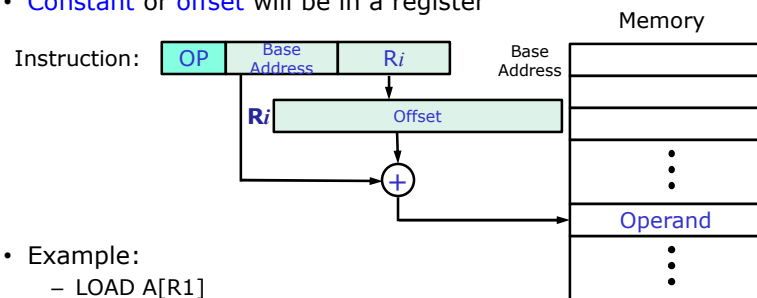 • Constant or offset will be in a register
Memory
Instruction: OP Base Address Ri
Base Address
Ri Offset
+
Operand
• Example:
– LOAD A[R1]